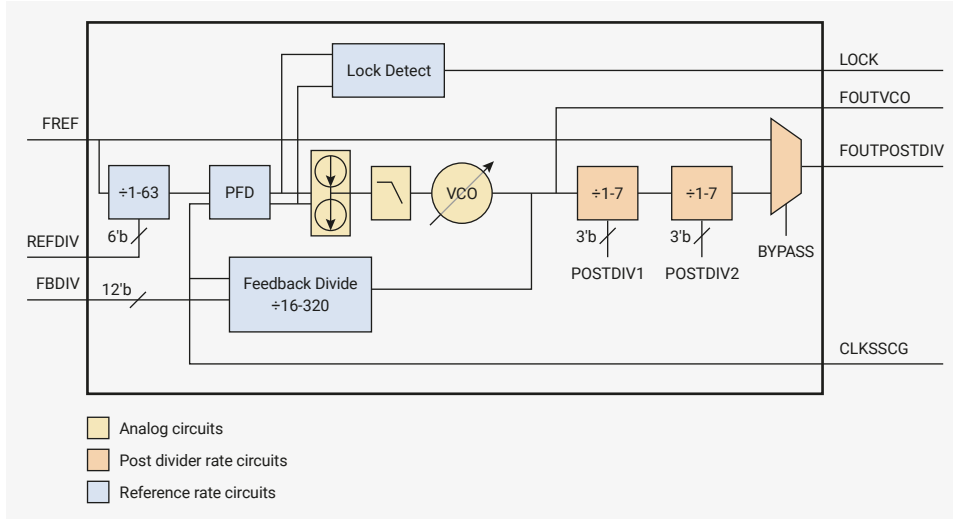 LOCK
Lock Detect
FOUTVCO
FREF
FOUTPOSTDIV
÷1-63
PFD
VCO
÷1-7
÷1-7
6'b
3'b
3'b
REFDIV
BYPASS
POSTDIV1
POSTDIV2
FBDIV
12'b
Feedback Divide
÷16-320
CLKSSCG
Analog circuits
Post divider rate circuits
Reference rate circuits